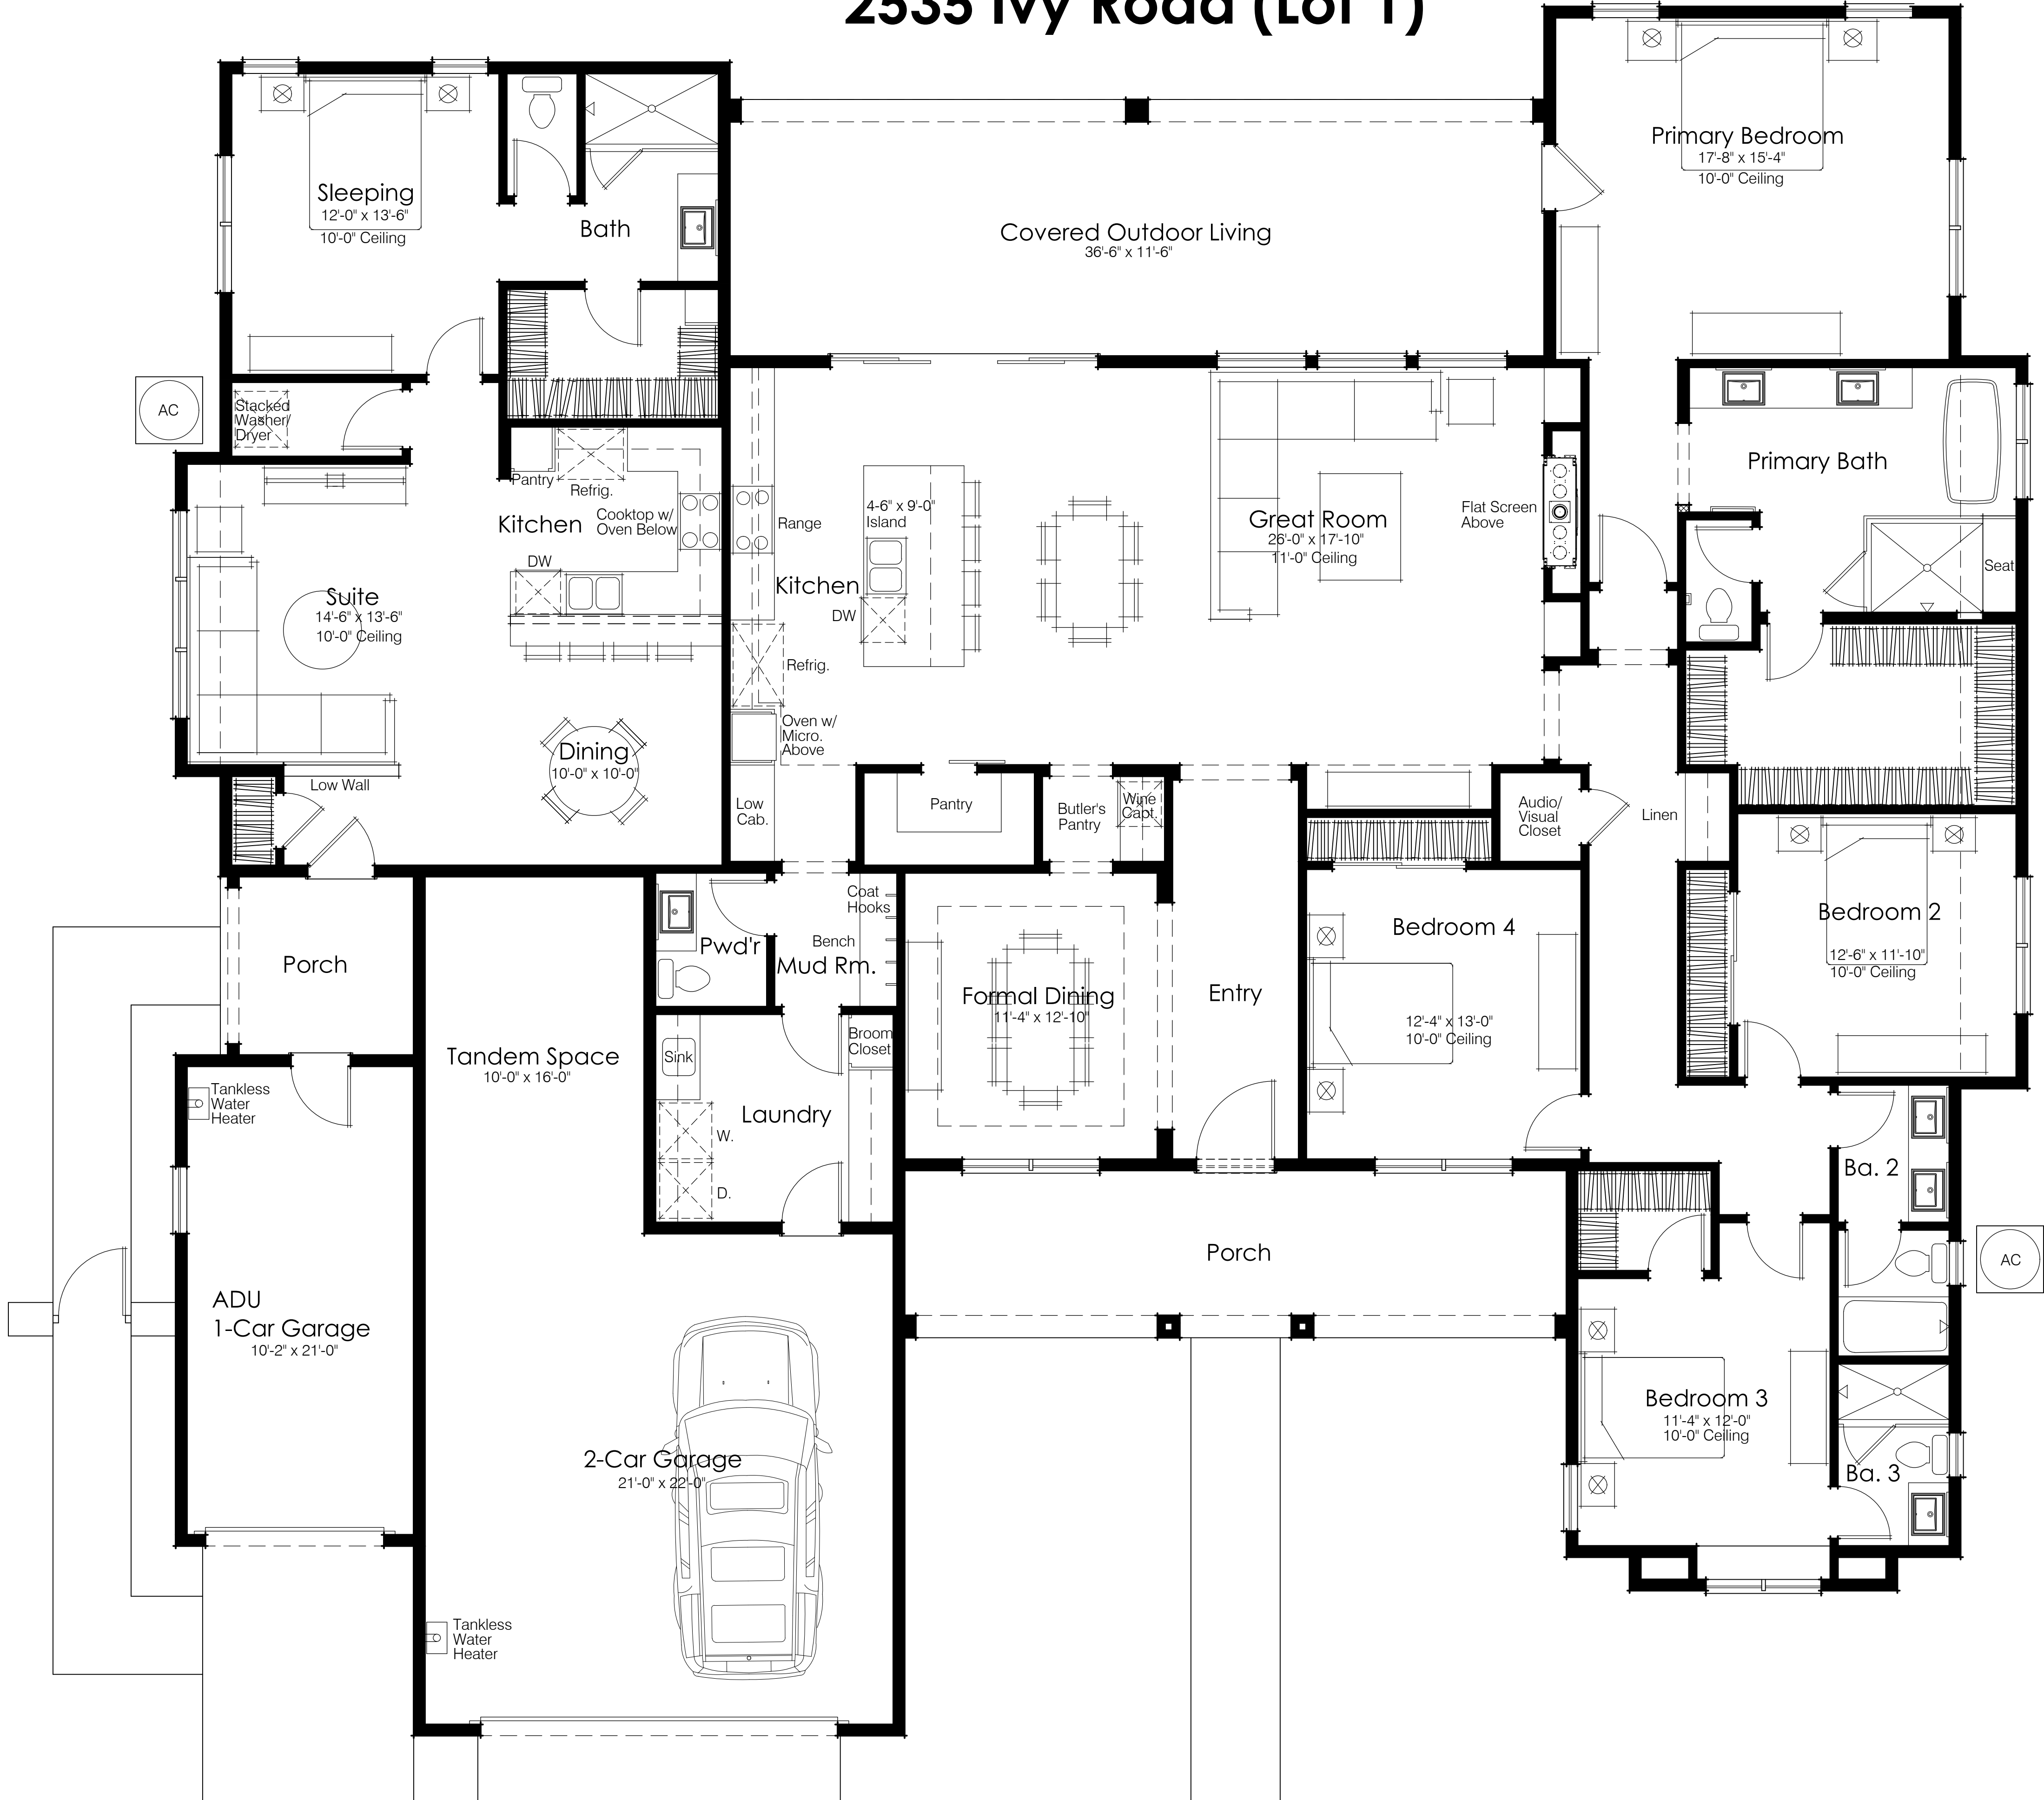 2535 Ivy Road (Lot 1)
Primary Bedroom
17'-8" x 15'-4"
10'-0" Ceiling
Sleeping
12'-0" x 13'-6"
10'-0" Ceiling
Bath
Covered Outdoor Living
36'-6" x 11'-6"
AC
Stacked
Washer/
Dryer
Pantry
Refrig.
Kitchen
Cooktop w/
Oven Below
DW
Range
4-6" x 9'-0"
Island
Kitchen
DW
Great Room
26'-0" x 17'-10"
11'-0" Ceiling
Flat Screen
Above
Primary Bath
Seat
Suite
14'-6" x 13'-6"
10'-0" Ceiling
Refrig.
Oven w/
Micro.
Above
Dining
10'-0" x 10'-0"
Low Wall
Low
Cab.
Pantry
Butler's
Pantry
Wine
Capt.
Audio/
Visual
Closet
Linen
Coat
Hooks
Bench
Pwd'r
Mud Rm.
Bedroom 4
12'-4" x 13'-0"
10'-0" Ceiling
Bedroom 2
12'-6" x 11'-10"
10'-0" Ceiling
Porch
Formal Dining
11'-4" x 12'-10"
Entry
Tandem Space
10'-0" x 16'-0"
Sink
Broom
Closet
Tankless
Water
Heater
Laundry
W.
D.
Ba. 2
Porch
AC
ADU
1-Car Garage
10'-2" x 21'-0"
Bedroom 3
11'-4" x 12'-0"
10'-0" Ceiling
Ba. 3
2-Car Garage
21'-0" x 22'-0"
Tankless
Water
Heater